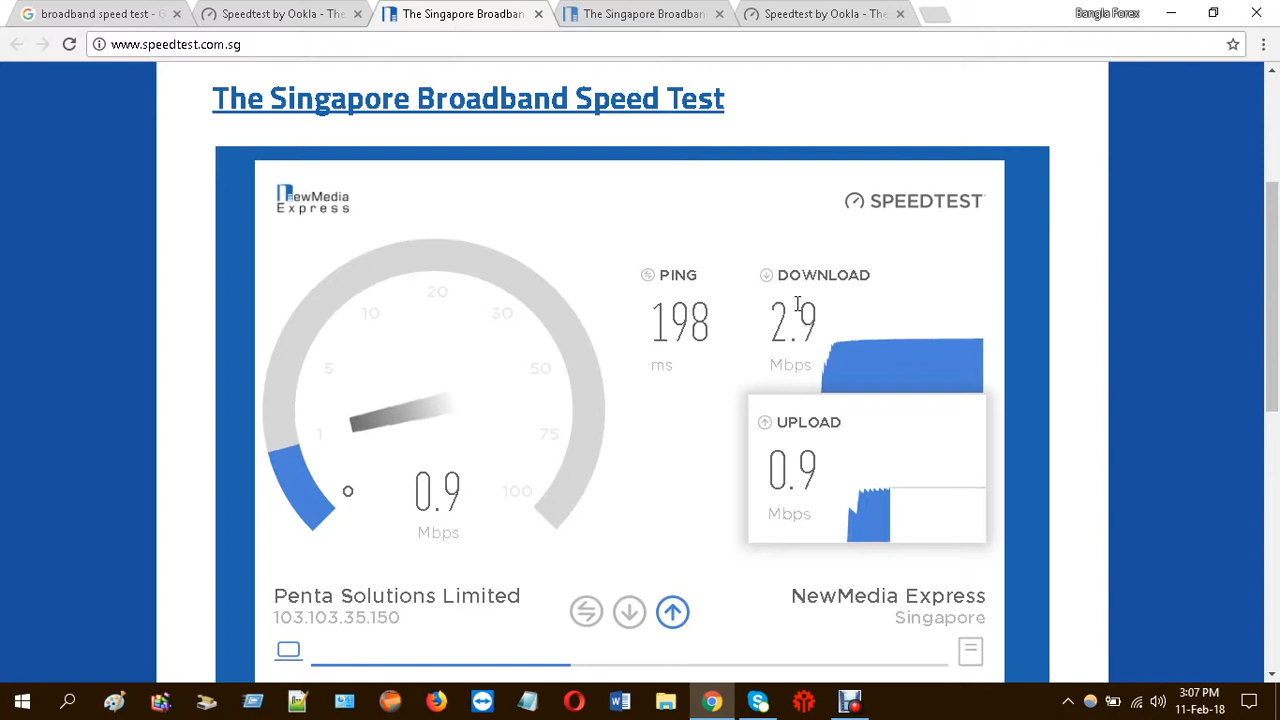 broadband speed test - G
Speedtest by Ookla - The
The Singapore Broadban
The Singapore Broadban
Speedtest by Ookla - The
Bangla Forex
www.speedtest.com.sg
The Singapore Broadband Speed Test
NewMedia
Express
SPEEDTEST
PING
DOWNLOAD
198
2.9
ms
Mbps
UPLOAD
0.9
Mbps
0
1
5
10
20
30
50
75
100
0.9
Mbps
Penta Solutions Limited
103.103.35.150
NewMedia Express
Singapore
3:07 PM
11-Feb-18